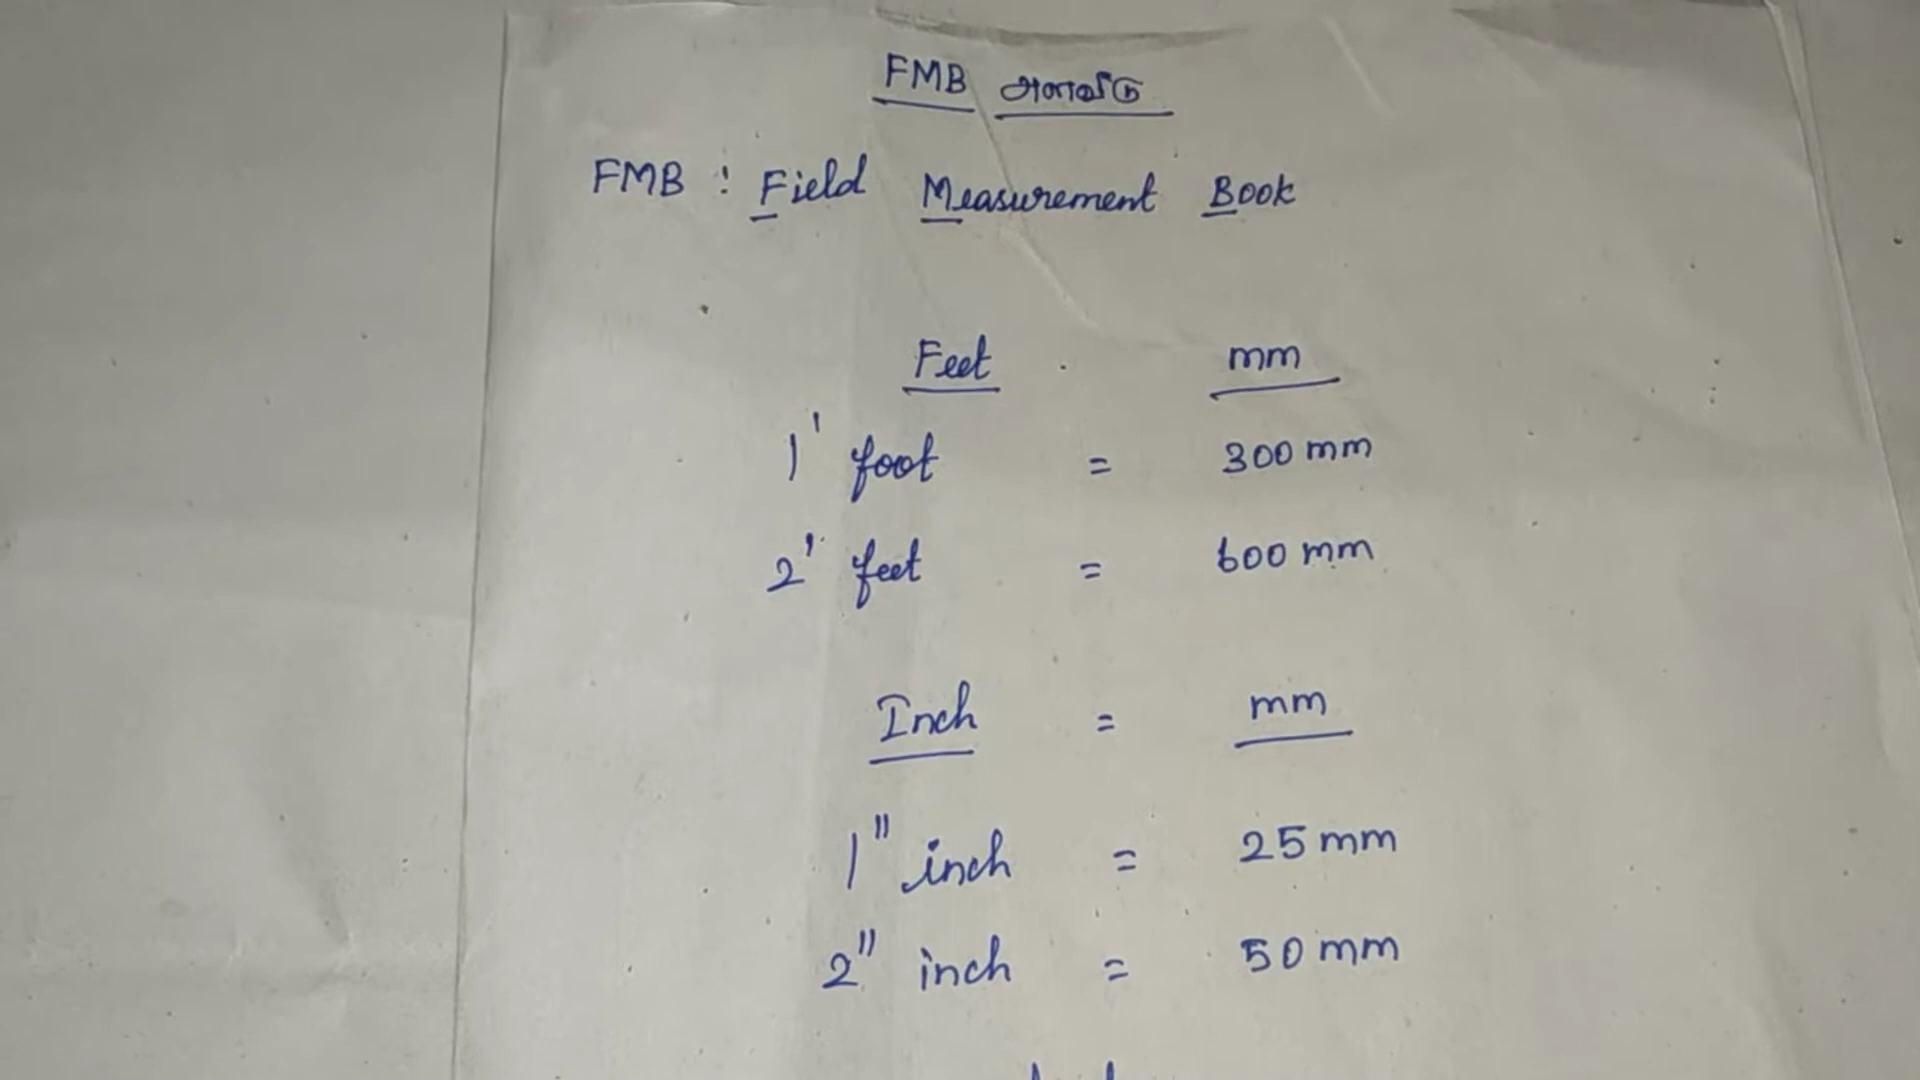 FMB அளவீடு
FMB : Field Measurement Book
Feet mm
1' foot = 300 mm
2' feet = 600 mm
Inch = mm
1" inch = 25 mm
2" inch = 50 mm